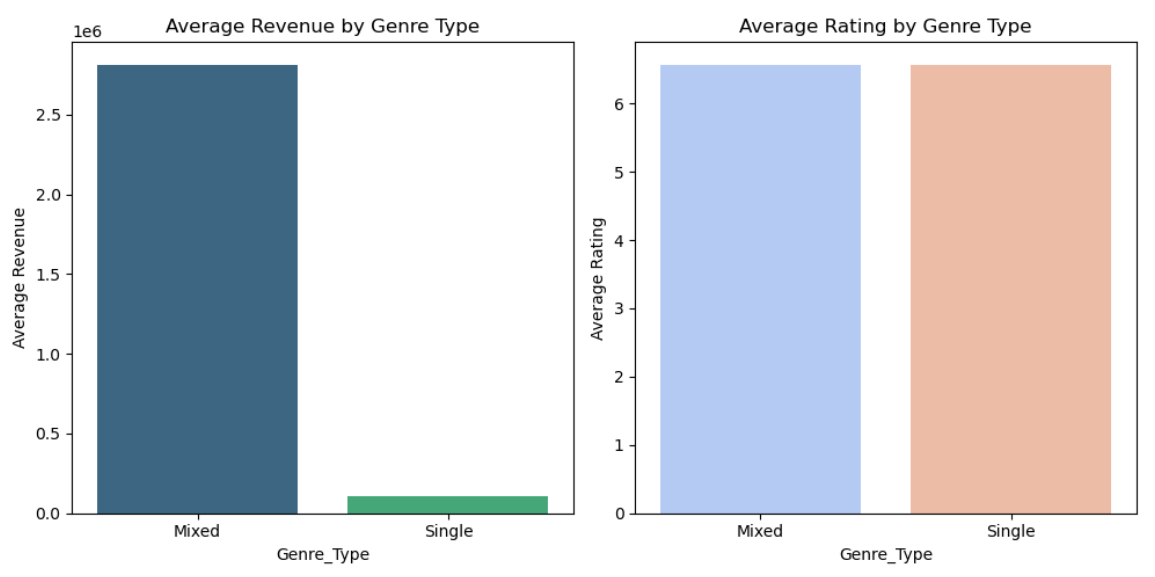 Average Revenue by Genre Type
1e6
2.5
2.0
1.5
1.0
0.5
0.0
Average Revenue
Mixed
Single
Genre_Type
Average Rating by Genre Type
6
5
4
3
2
1
0
Average Rating
Mixed
Single
Genre_Type